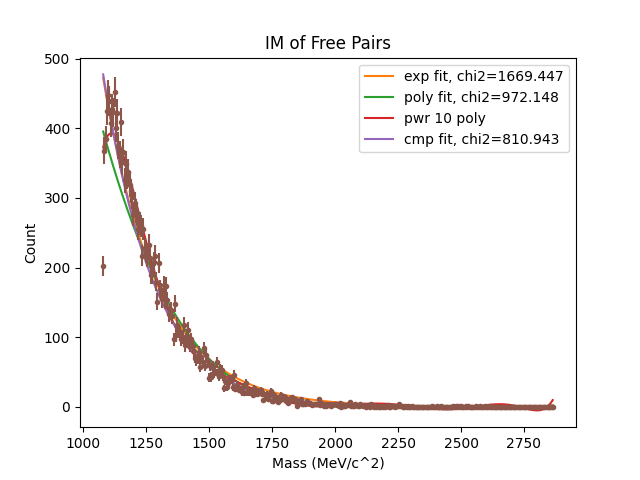 IM of Free Pairs
exp fit, chi2=1669.447
poly fit, chi2=972.148
pwr 10 poly
cmp fit, chi2=810.943
Count
500
400
300
200
100
0
1000 1250 1500 1750 2000 2250 2500 2750
Mass (MeV/c^2)